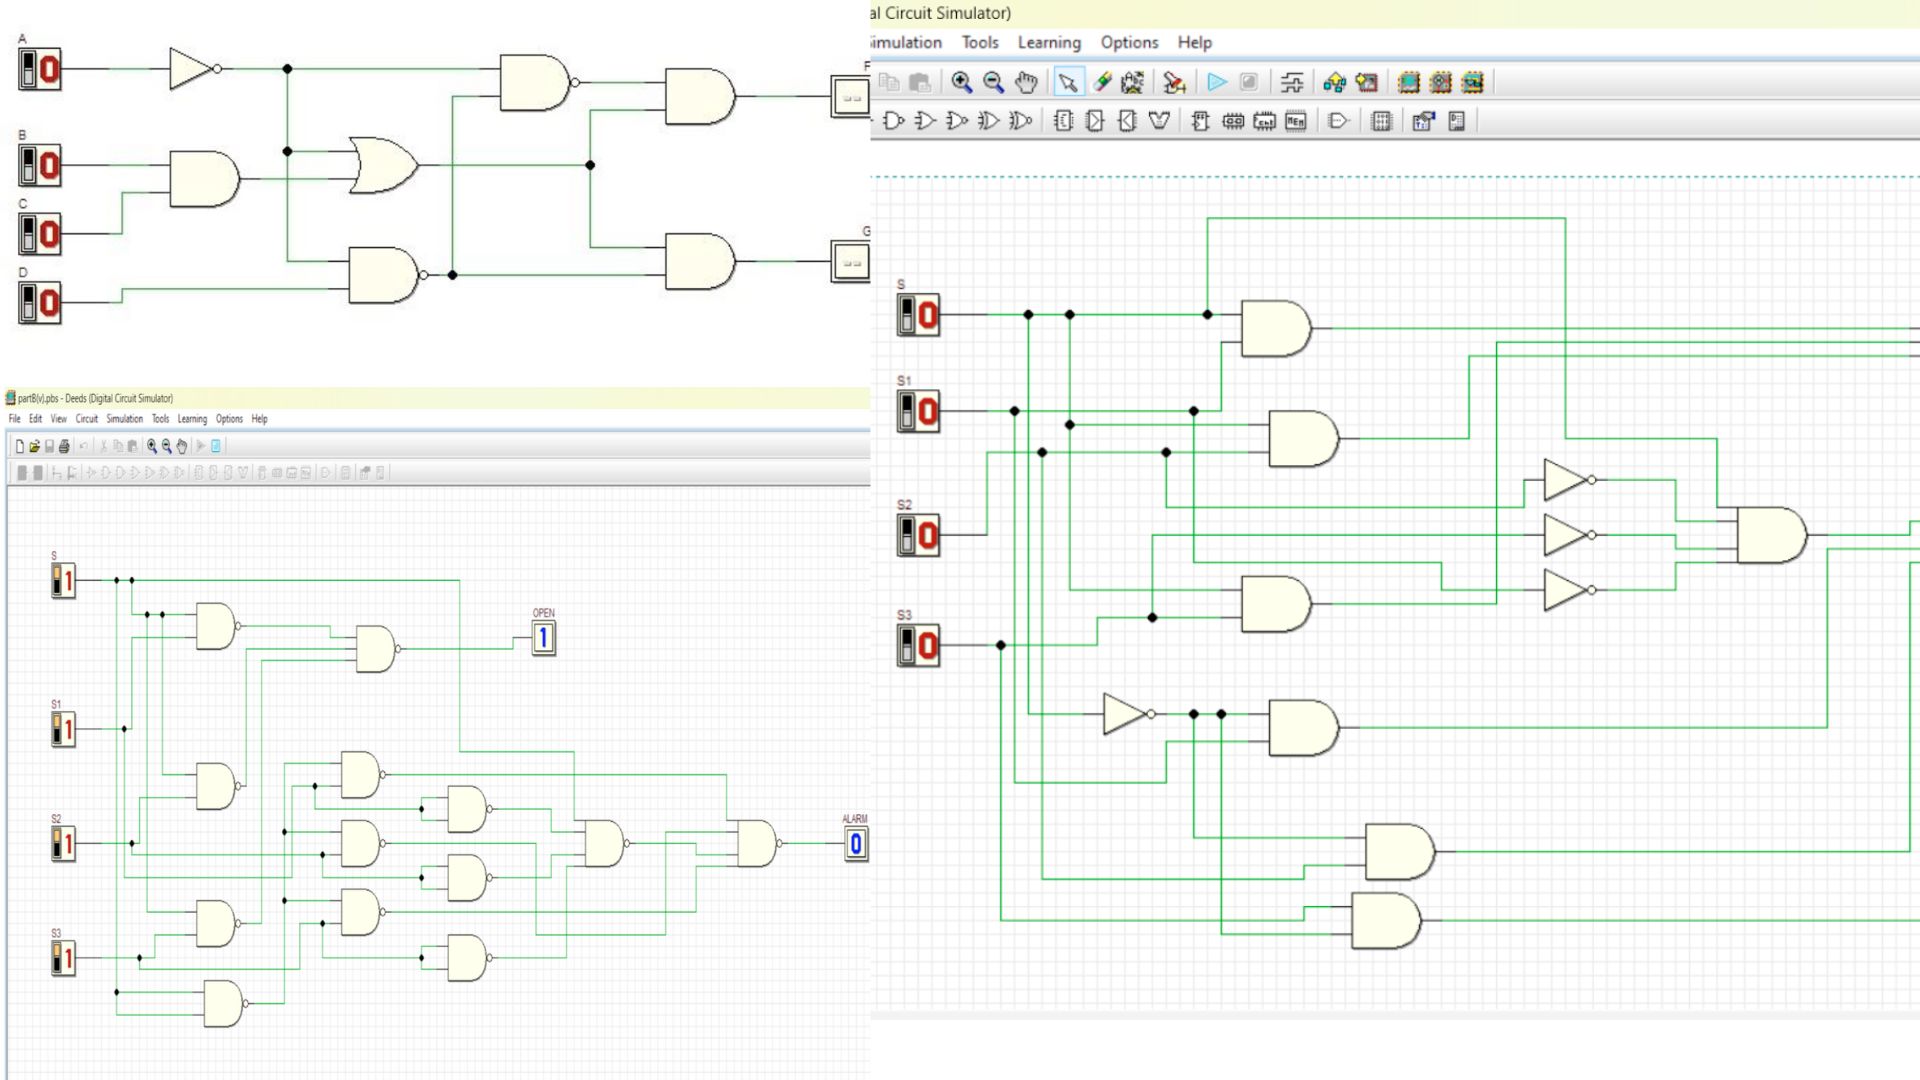 A
0
F
B
0
C
0
G
D
0
partB(v).pbs - Deeds (Digital Circuit Simulator)
File Edit View Circuit Simulation Tools Learning Options Help
S
1
OPEN
1
S1
1
S2
1
ALARM
0
S3
1
al Circuit Simulator)
Simulation Tools Learning Options Help
S
0
S1
0
S2
0
S3
0